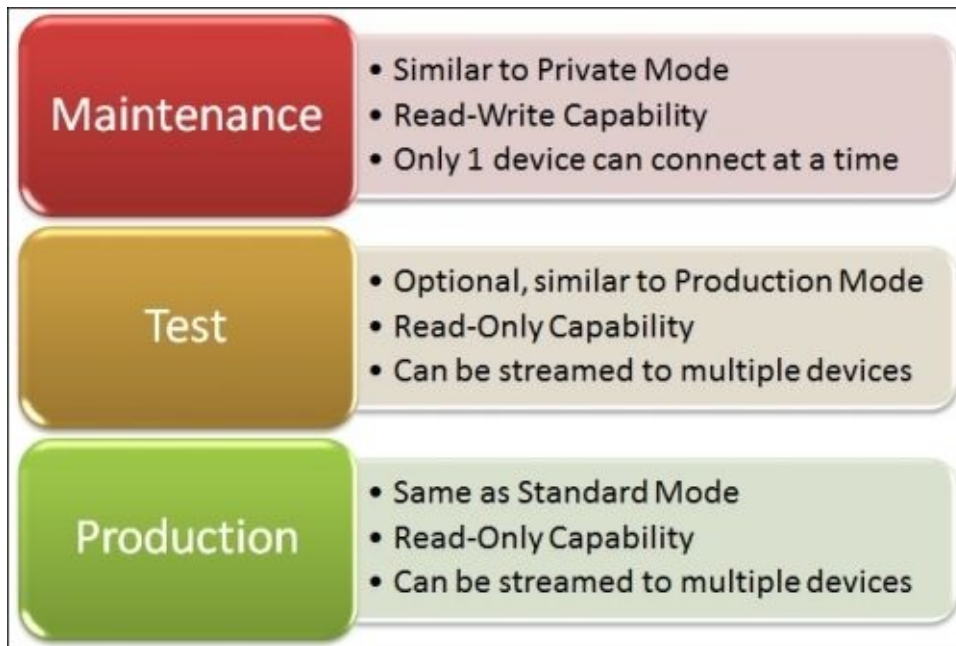 Maintenance
• Similar to Private Mode
• Read-Write Capability
• Only 1 device can connect at a time
Test
• Optional, similar to Production Mode
• Read-Only Capability
• Can be streamed to multiple devices
Production
• Same as Standard Mode
• Read-Only Capability
• Can be streamed to multiple devices